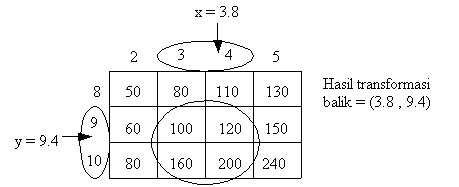 x = 3.8
2 3 4 5
8 50 80 110 130
Hasil transformasi
balik = (3.8 , 9.4)
9 60 100 120 150
y = 9.4
10 80 160 200 240